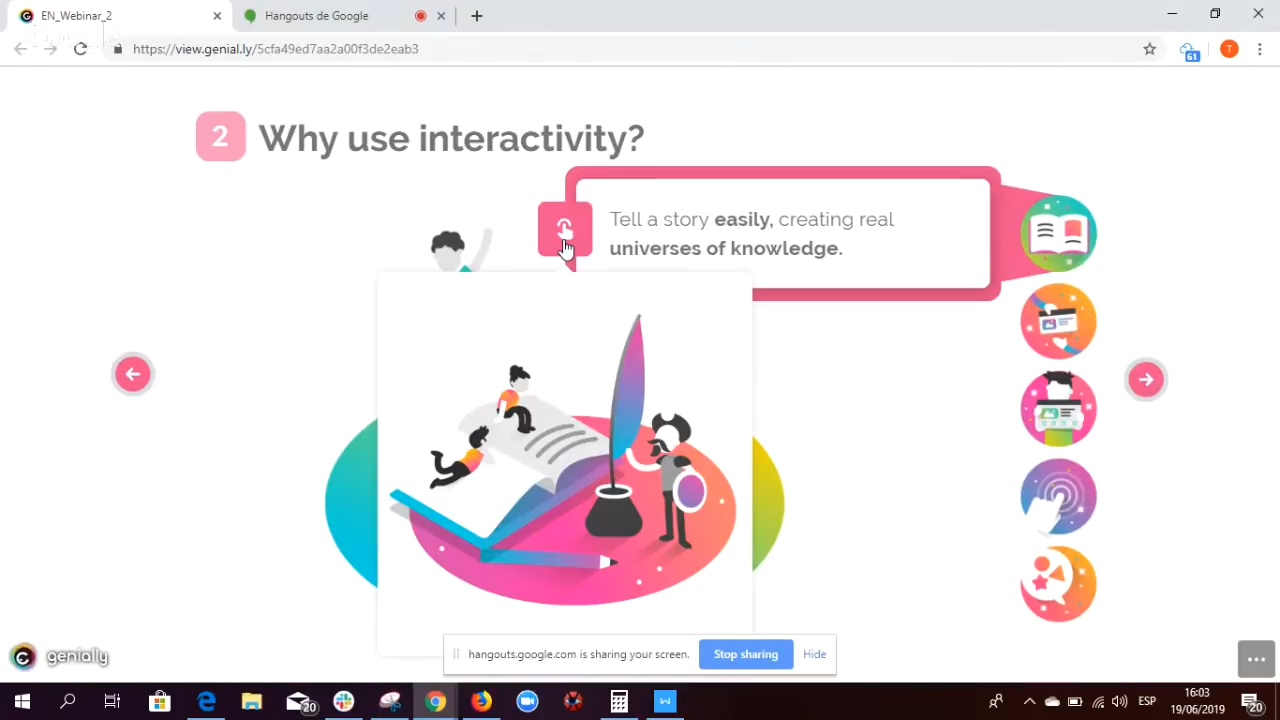 EN_Webinar_2
Hangouts de Google
https://view.genial.ly/5cfa49ed7aa2a00f3de2eab3
61
T
2 Why use interactivity?
Tell a story easily, creating real
universes of knowledge.
genially
hangouts.google.com is sharing your screen. Stop sharing Hide
20
ESP
16:03
19/06/2019
20